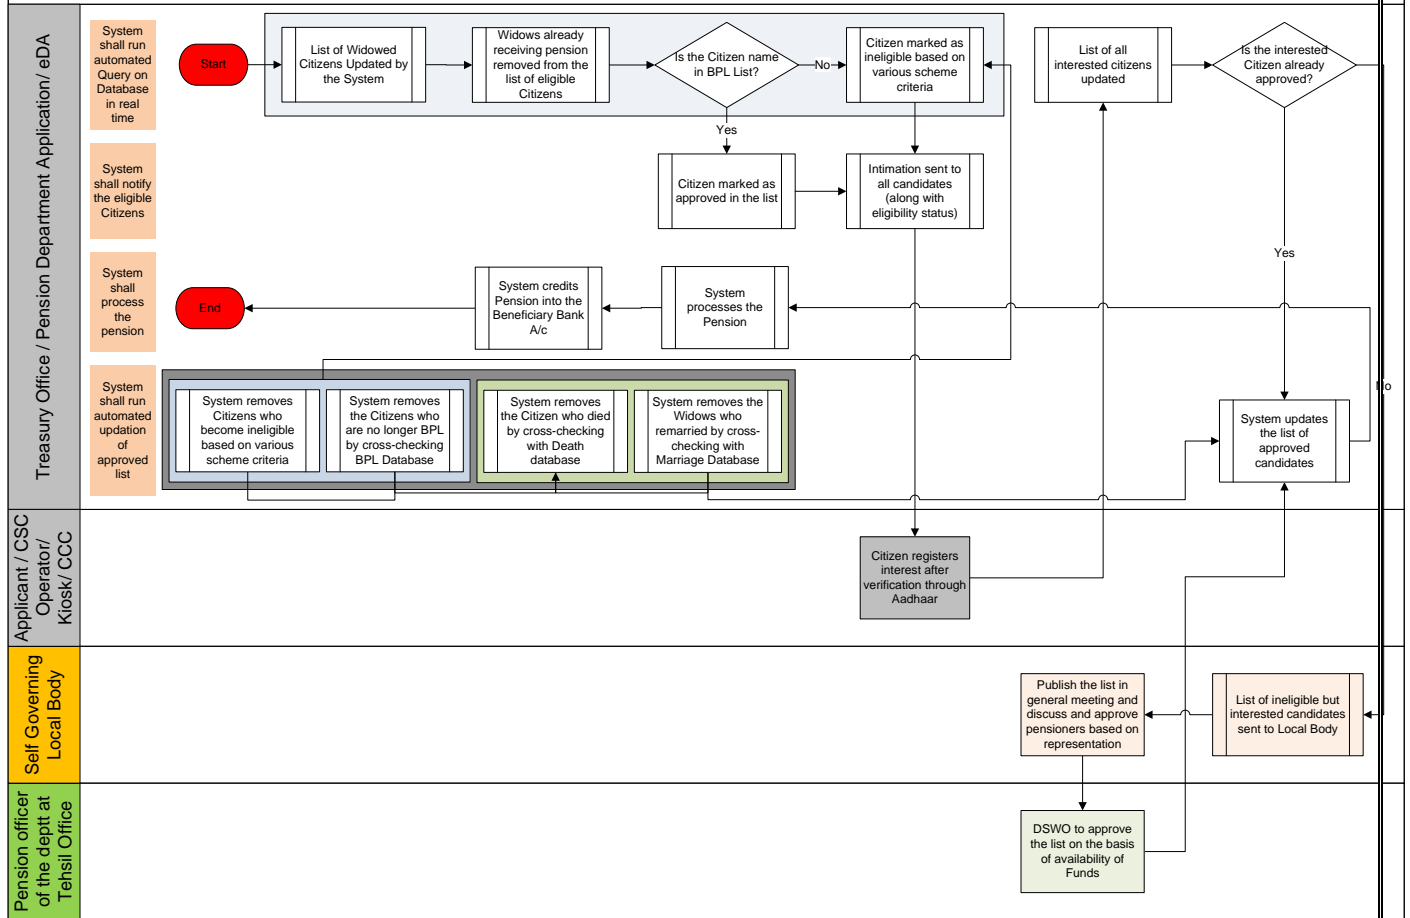 Treasury Office / Pension Department Application/ eDA
System
shall run
automated
Query on
Database
in real
time
Start
List of Widowed
Citizens Updated by
the System
Widows already
receiving pension
removed from the
list of eligible
Citizens
Is the Citizen name
in BPL List?
No
Citizen marked as
ineligible based on
various scheme
criteria
List of all
interested citizens
updated
Is the interested
Citizen already
approved?
Yes
System
shall notify
the eligible
Citizens
Citizen marked as
approved in the list
Intimation sent to
all candidates
(along with
eligibility status)
Yes
System
shall
process
the
pension
End
System credits
Pension into the
Beneficiary Bank
A/c
System
processes the
Pension
System
shall run
automated
updation
of
approved
list
System removes
Citizens who
become ineligible
based on various
scheme criteria
System removes
the Citizens who
are no longer BPL
by cross-checking
BPL Database
System removes
the Citizen who died
by cross-checking
with Death
database
System removes the
Widows who
remarried by cross-
checking with
Marriage Database
System updates
the list of
approved
candidates
No
Applicant / CSC
Operator/
Kiosk/ CCC
Citizen registers
interest after
verification through
Aadhaar
Self Governing
Local Body
Publish the list in
general meeting and
discuss and approve
pensioners based on
representation
List of ineligible but
interested candidates
sent to Local Body
Pension officer
of the deptt at
Tehsil Office
DSWO to approve
the list on the basis
of availability of
Funds